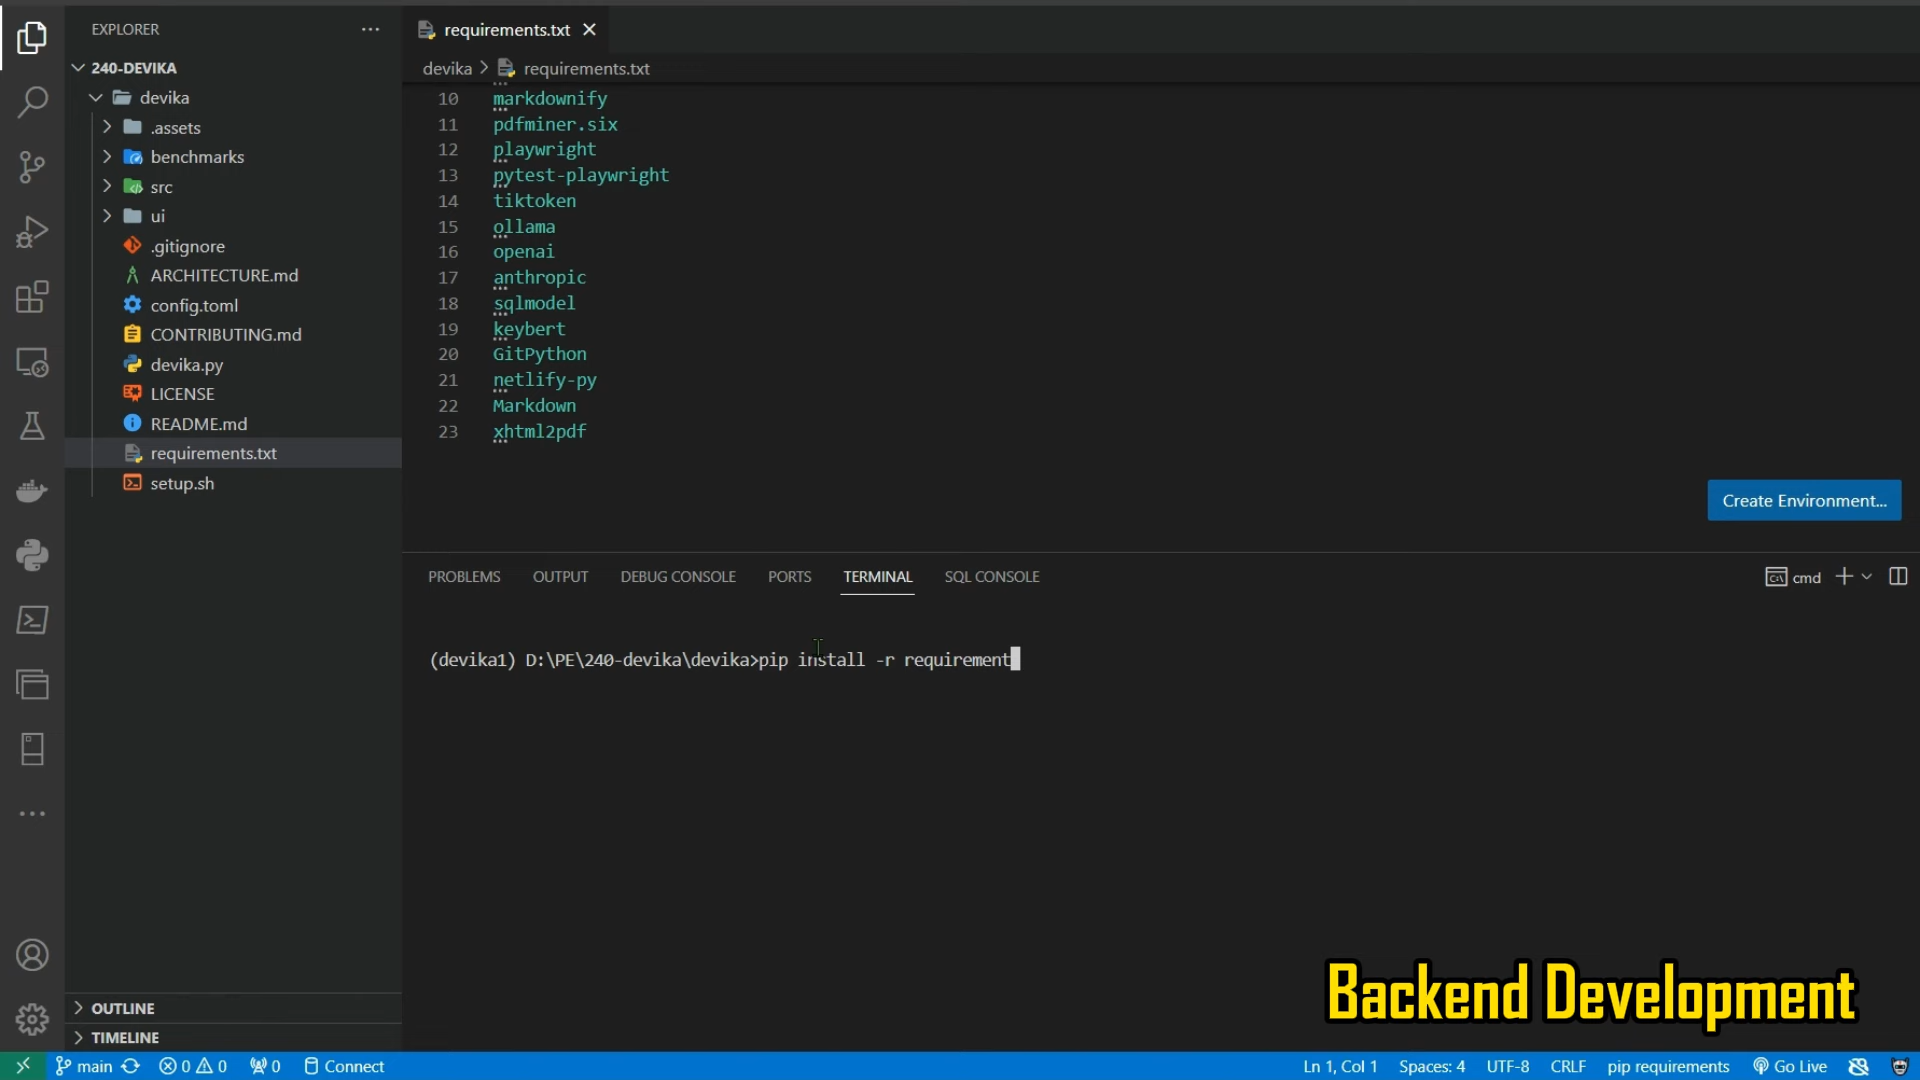 EXPLORER
240-DEVIKA
devika
.assets
benchmarks
src
ui
.gitignore
ARCHITECTURE.md
config.toml
CONTRIBUTING.md
devika.py
LICENSE
README.md
requirements.txt
setup.sh
OUTLINE
TIMELINE
requirements.txt
devika > requirements.txt
10 markdownify
11 pdfminer.six
12 playwright
13 pytest-playwright
14 tiktoken
15 ollama
16 openai
17 anthropic
18 sqlmodel
19 keybert
20 GitPython
21 netlify-py
22 Markdown
23 xhtml2pdf
Create Environment...
PROBLEMS OUTPUT DEBUG CONSOLE PORTS TERMINAL SQL CONSOLE
cmd
(devika1) D:\PE\240-devika\devika>pip install -r requirement
Backend Development
main 0 0 0 Connect
Ln 1, Col 1 Spaces: 4 UTF-8 CRLF pip requirements Go Live